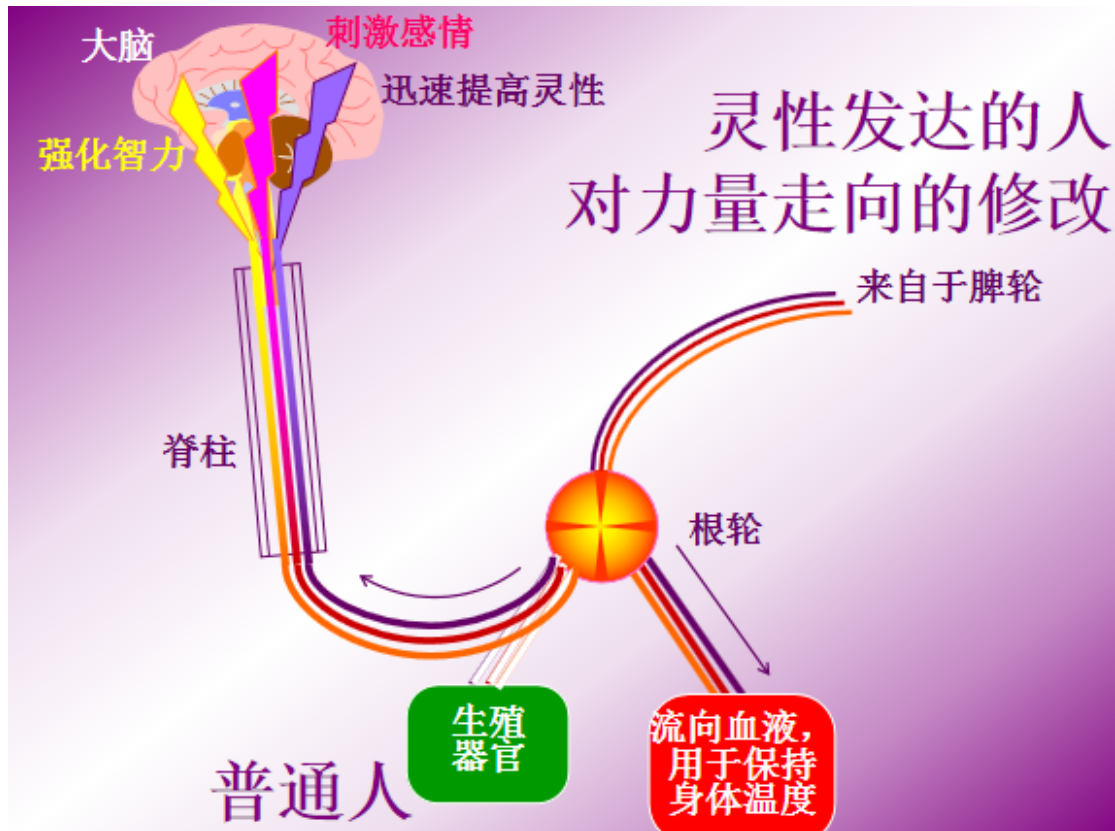 刺激感情
大脑
迅速提高灵性
灵性发达的人
对力量走向的修改
强化智力
来自于脾轮
脊柱
根轮
生殖
器官
流向血液，
用于保持
身体温度
普通人